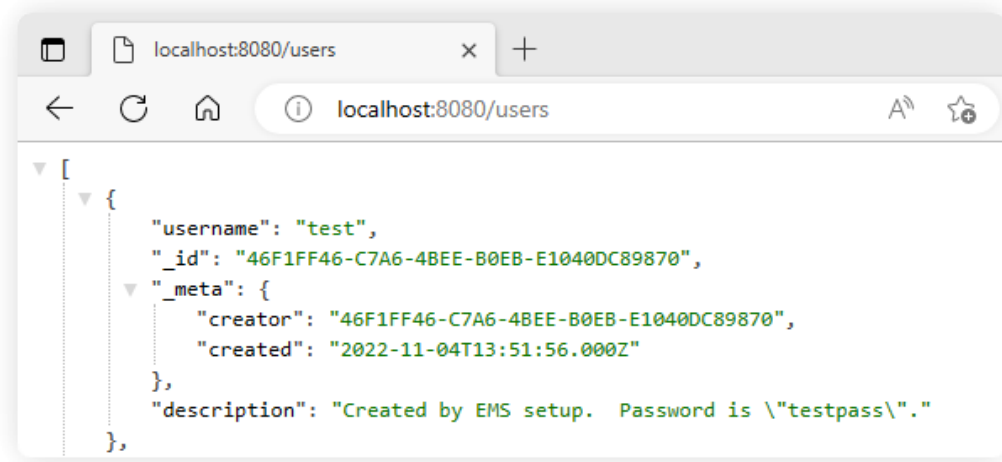 localhost:8080/users
localhost:8080/users
[
{
"username": "test",
"_id": "46F1FF46-C7A6-4BEE-B0EB-E1040DC89870",
"_meta": {
"creator": "46F1FF46-C7A6-4BEE-B0EB-E1040DC89870",
"created": "2022-11-04T13:51:56.000Z"
},
"description": "Created by EMS setup.  Password is \"testpass\"."
},